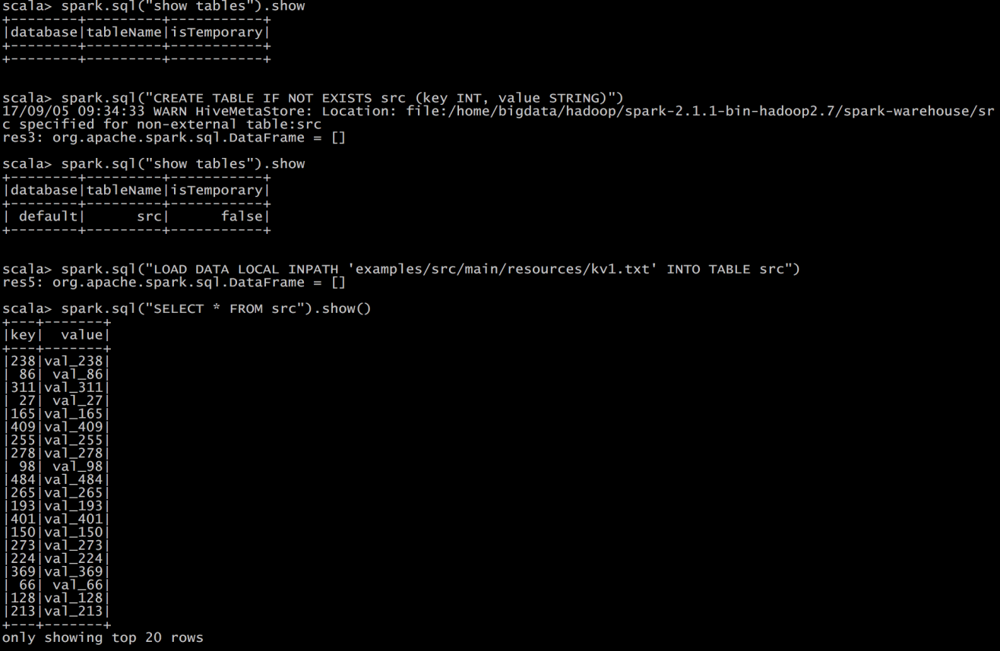 scala> spark.sql("show tables").show
+--------+---------+-----------+
|database|tableName|isTemporary|
+--------+---------+-----------+
+--------+---------+-----------+
scala> spark.sql("CREATE TABLE IF NOT EXISTS src (key INT, value STRING)")
17/09/05 09:34:33 WARN HiveMetaStore: Location: file:/home/bigdata/hadoop/spark-2.1.1-bin-hadoop2.7/spark-warehouse/sr
c specified for non-external table:src
res3: org.apache.spark.sql.DataFrame = []
scala> spark.sql("show tables").show
+--------+---------+-----------+
|database|tableName|isTemporary|
+--------+---------+-----------+
| default|      src|      false|
+--------+---------+-----------+
scala> spark.sql("LOAD DATA LOCAL INPATH 'examples/src/main/resources/kv1.txt' INTO TABLE src")
res5: org.apache.spark.sql.DataFrame = []
scala> spark.sql("SELECT * FROM src").show()
+---+-------+
|key|  value|
+---+-------+
|238|val_238|
| 86| val_86|
|311|val_311|
| 27| val_27|
|165|val_165|
|409|val_409|
|255|val_255|
|278|val_278|
| 98| val_98|
|484|val_484|
|265|val_265|
|193|val_193|
|401|val_401|
|150|val_150|
|273|val_273|
|224|val_224|
|369|val_369|
| 66| val_66|
|128|val_128|
|213|val_213|
+---+-------+
only showing top 20 rows